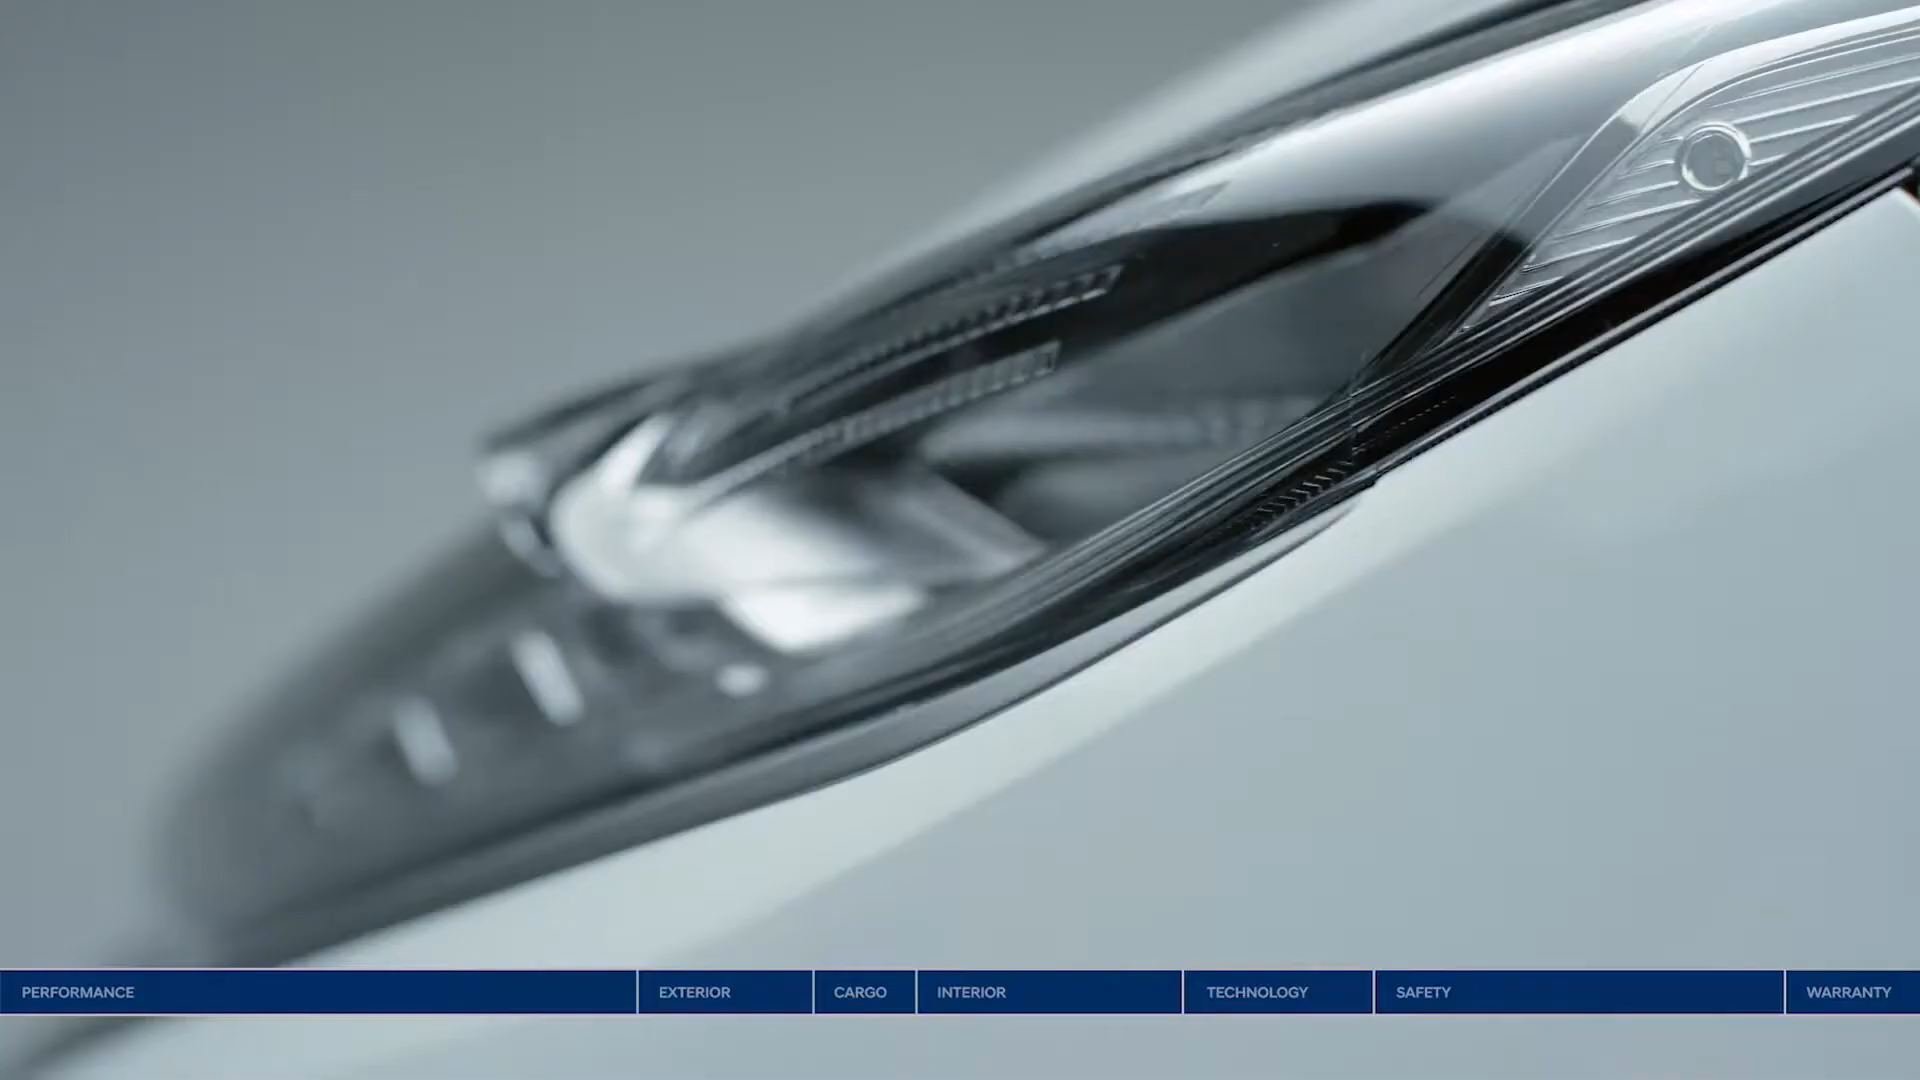 PERFORMANCE
EXTERIOR
CARGO
INTERIOR
TECHNOLOGY
SAFETY
WARRANTY